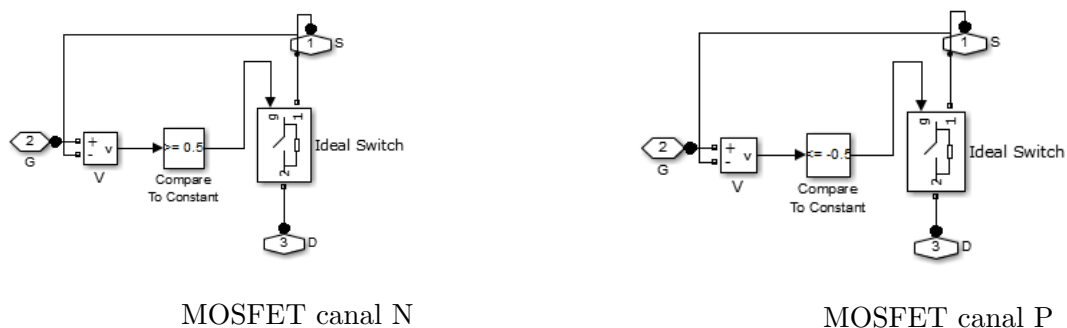 1
S
1
S
g
1
g
1
2
G
+
-
v
>= 0.5
Ideal Switch
2
G
+
-
v
<= -0.5
Ideal Switch
V
Compare
To Constant
2
V
Compare
To Constant
2
3
D
3
D
MOSFET canal N
MOSFET canal P